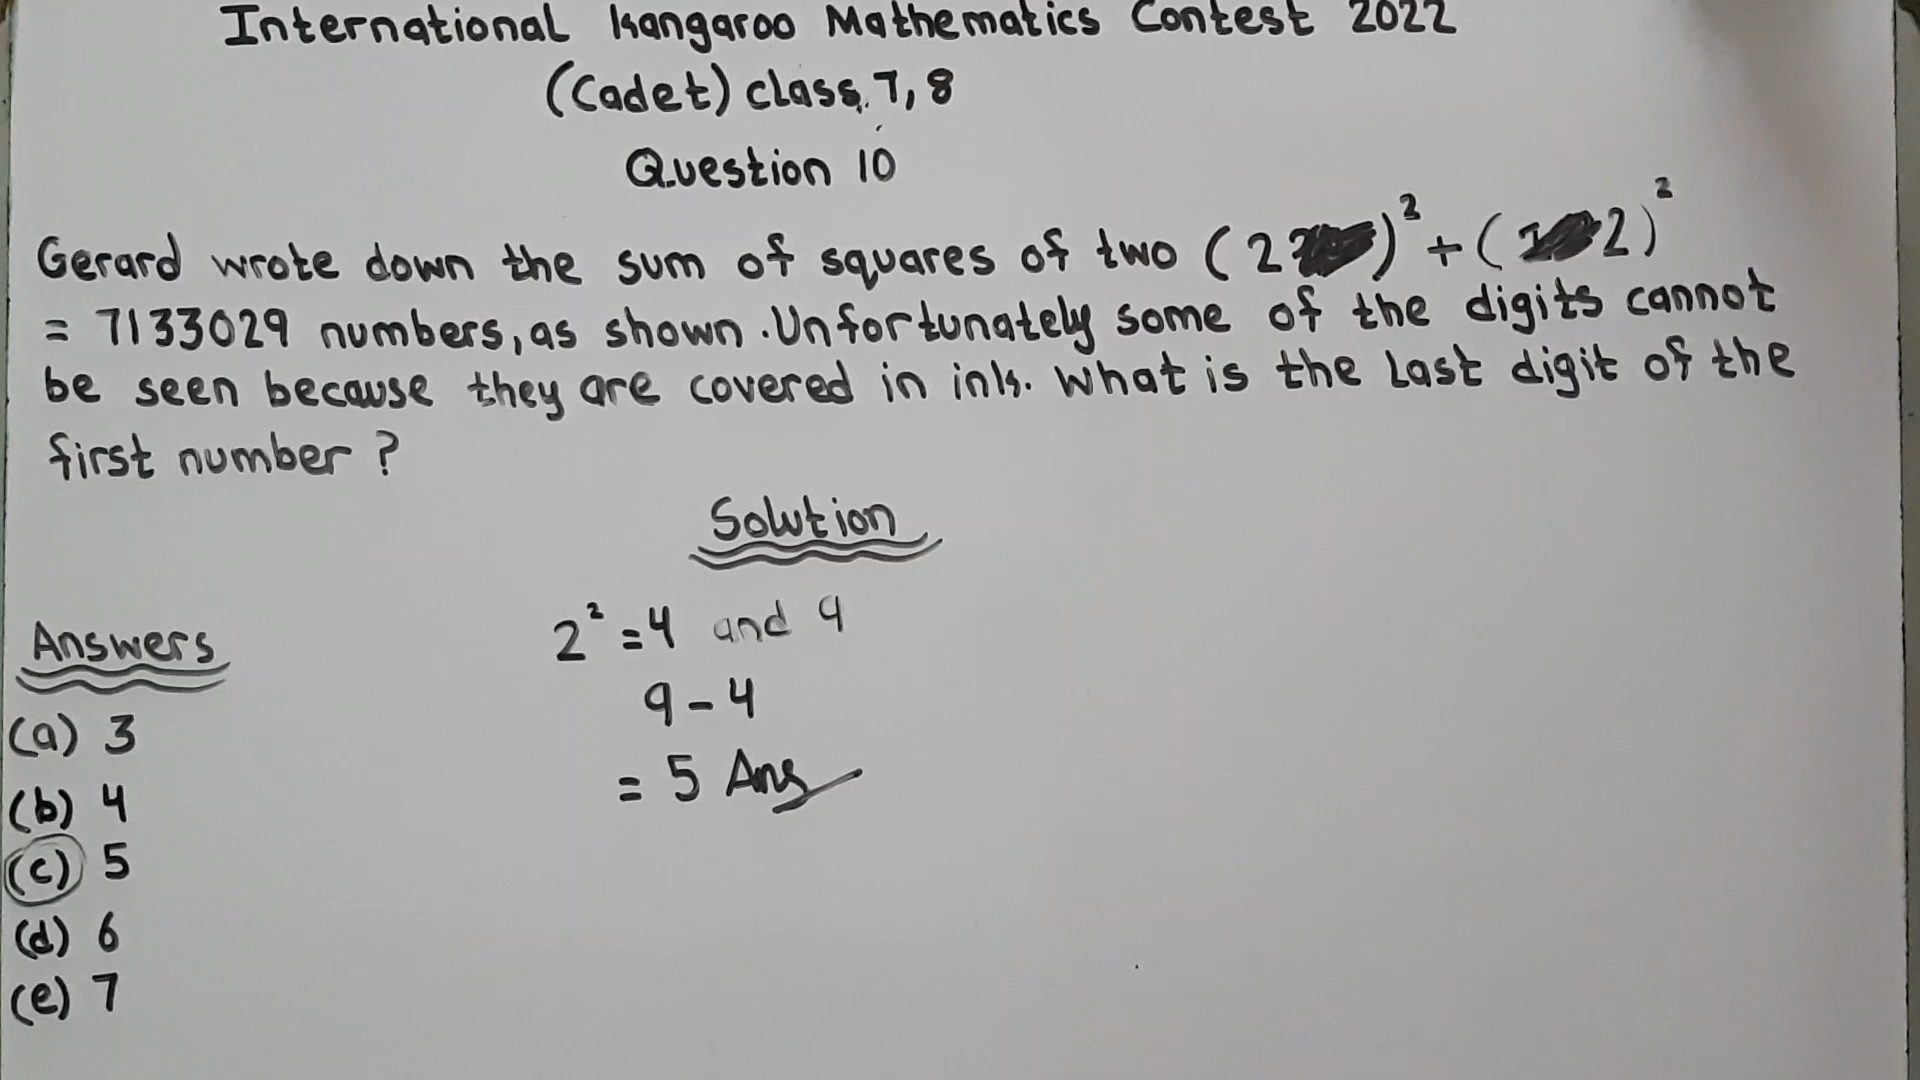 International Kangaroo Mathematics Contest 2022
(Cadet) class 7, 8
Question 10
Gerard wrote down the sum of squares of two (2 )² + ( 2)²
= 7133029 numbers, as shown. Unfortunately some of the digits cannot
be seen because they are covered in ink. What is the Last digit of the
first number ?
Solution
2² = 4 and 9
9 - 4
= 5 Ans
Answers
(a) 3
(b) 4
(c) 5
(d) 6
(e) 7